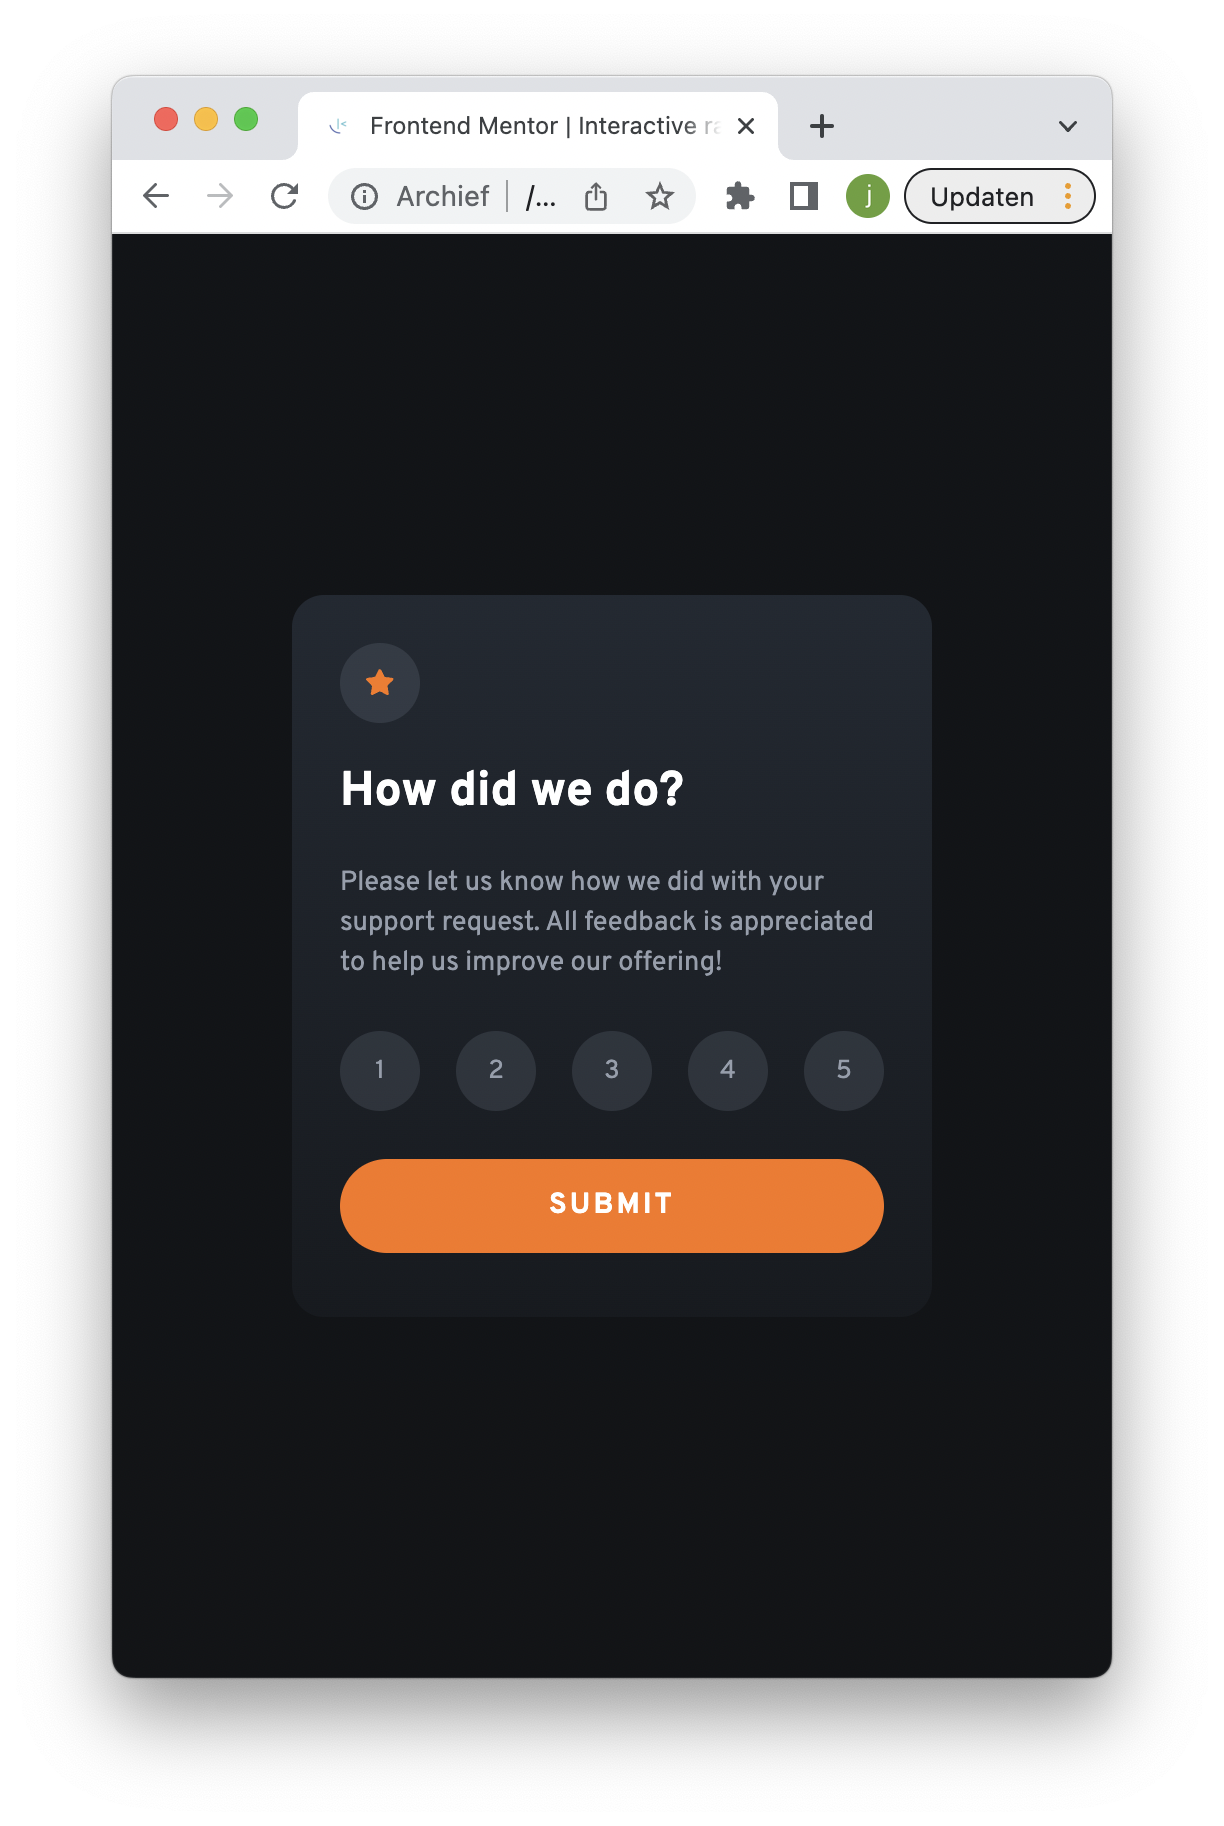 Frontend Mentor | Interactive
Archief | /...
j
Updaten
How did we do?
Please let us know how we did with your
support request. All feedback is appreciated
to help us improve our offering!
1 2 3 4 5
SUBMIT